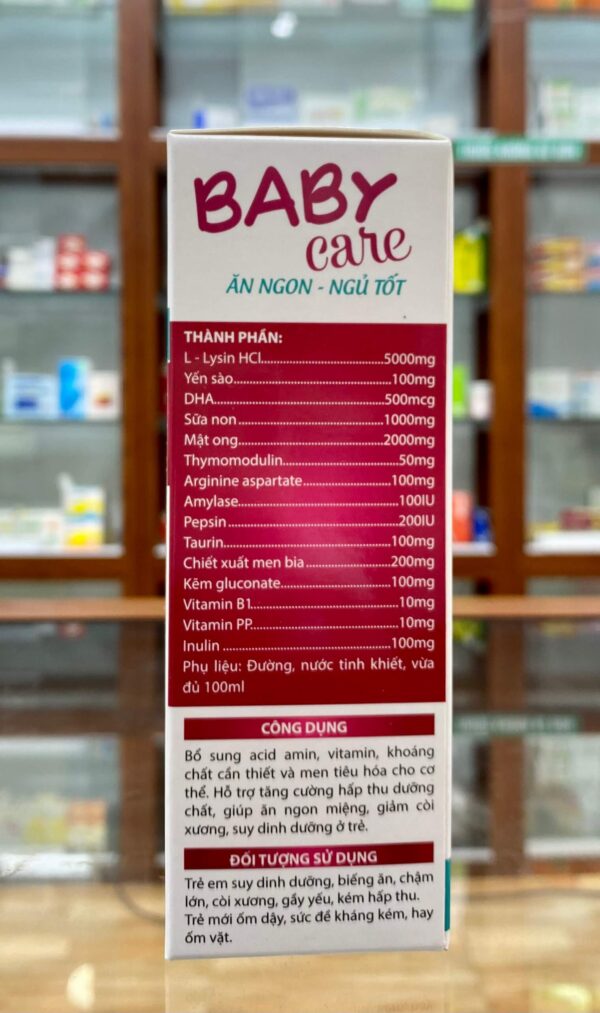 BABY
care
ĂN NGON - NGỦ TỐT
THÀNH PHẦN:
L - Lysin HCl..................5000mg
Yến sào..................100mg
DHA..................500mcg
Sữa non..................1000mg
Mật ong..................2000mg
Thymomodulin..................50mg
Arginine aspartate..................100mg
Amylase..................100IU
Pepsin..................200IU
Taurin..................100mg
Chiết xuất men bia..................200mg
Kẽm gluconate..................100mg
Vitamin B1..................10mg
Vitamin PP..................10mg
Inulin..................100mg
Phụ liệu: Đường, nước tinh khiết, vừa
đủ 100ml
CÔNG DỤNG
Bổ sung acid amin, vitamin, khoáng
chất cần thiết và men tiêu hóa cho cơ
thể. Hỗ trợ tăng cường hấp thu dưỡng
chất, giúp ăn ngon miệng, giảm còi
xương, suy dinh dưỡng ở trẻ.
ĐỐI TƯỢNG SỬ DỤNG
Trẻ em suy dinh dưỡng, biếng ăn, chậm
lớn, còi xương, gầy yếu, kém hấp thu.
Trẻ mới ốm dậy, sức đề kháng kém, hay
ốm vặt.